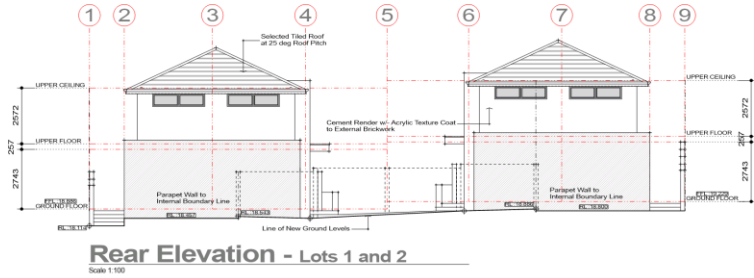 1 2 3 4 5 6 7 8 9
Selected Tiled Roof
at 25 deg Roof Pitch
UPPER CEILING
UPPER CEILING
2572
2572
Cement Render w/- Acrylic Texture Coat
to External Brickwork
UPPER FLOOR
UPPER FLOOR
257
257
2743
2743
Parapet Wall to
Internal Boundary Line
Parapet Wall to
Internal Boundary Line
GROUND FLOOR
GROUND FLOOR
Line of New Ground Levels
Rear Elevation - Lots 1 and 2
Scale 1:100